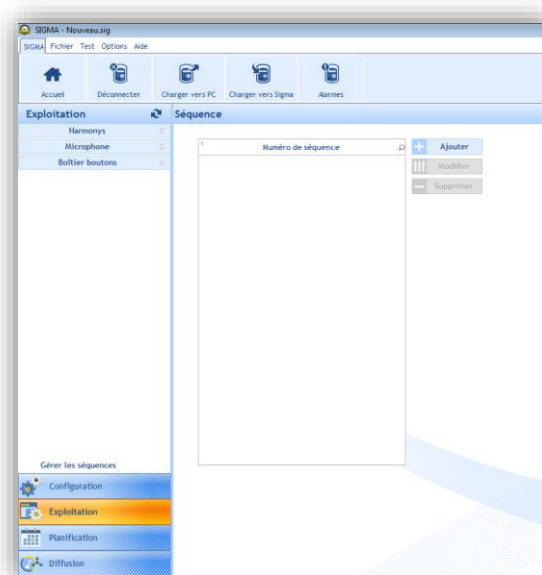 SIGMA - Nouveau.sig
SIGMA Fichier Test Options Aide
Accueil Déconnecter Charger vers PC Charger vers Sigma Alarmes
Exploitation Séquence
Harmonys
Microphone
Boîtier boutons
Numéro de séquence
Ajouter
Modifier
Supprimer
Gérer les séquences
Configuration
Exploitation
Planification
Diffusion